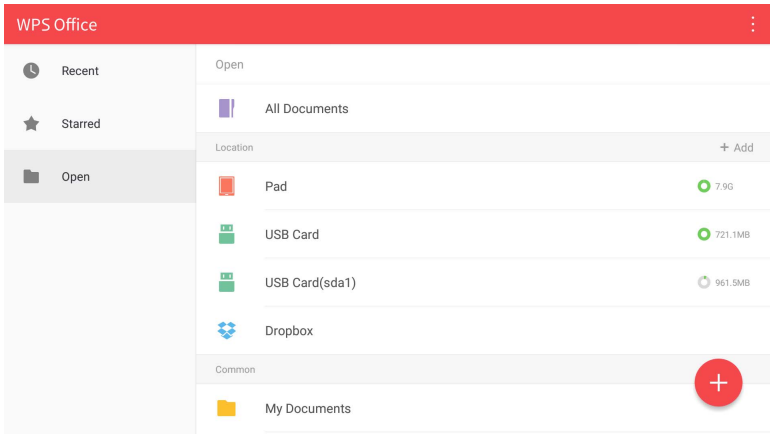 WPS Office
Recent
Starred
Open
Open
All Documents
Location
+ Add
Pad
7.9G
USB Card
721.1MB
USB Card(sda1)
961.5MB
Dropbox
Common
My Documents